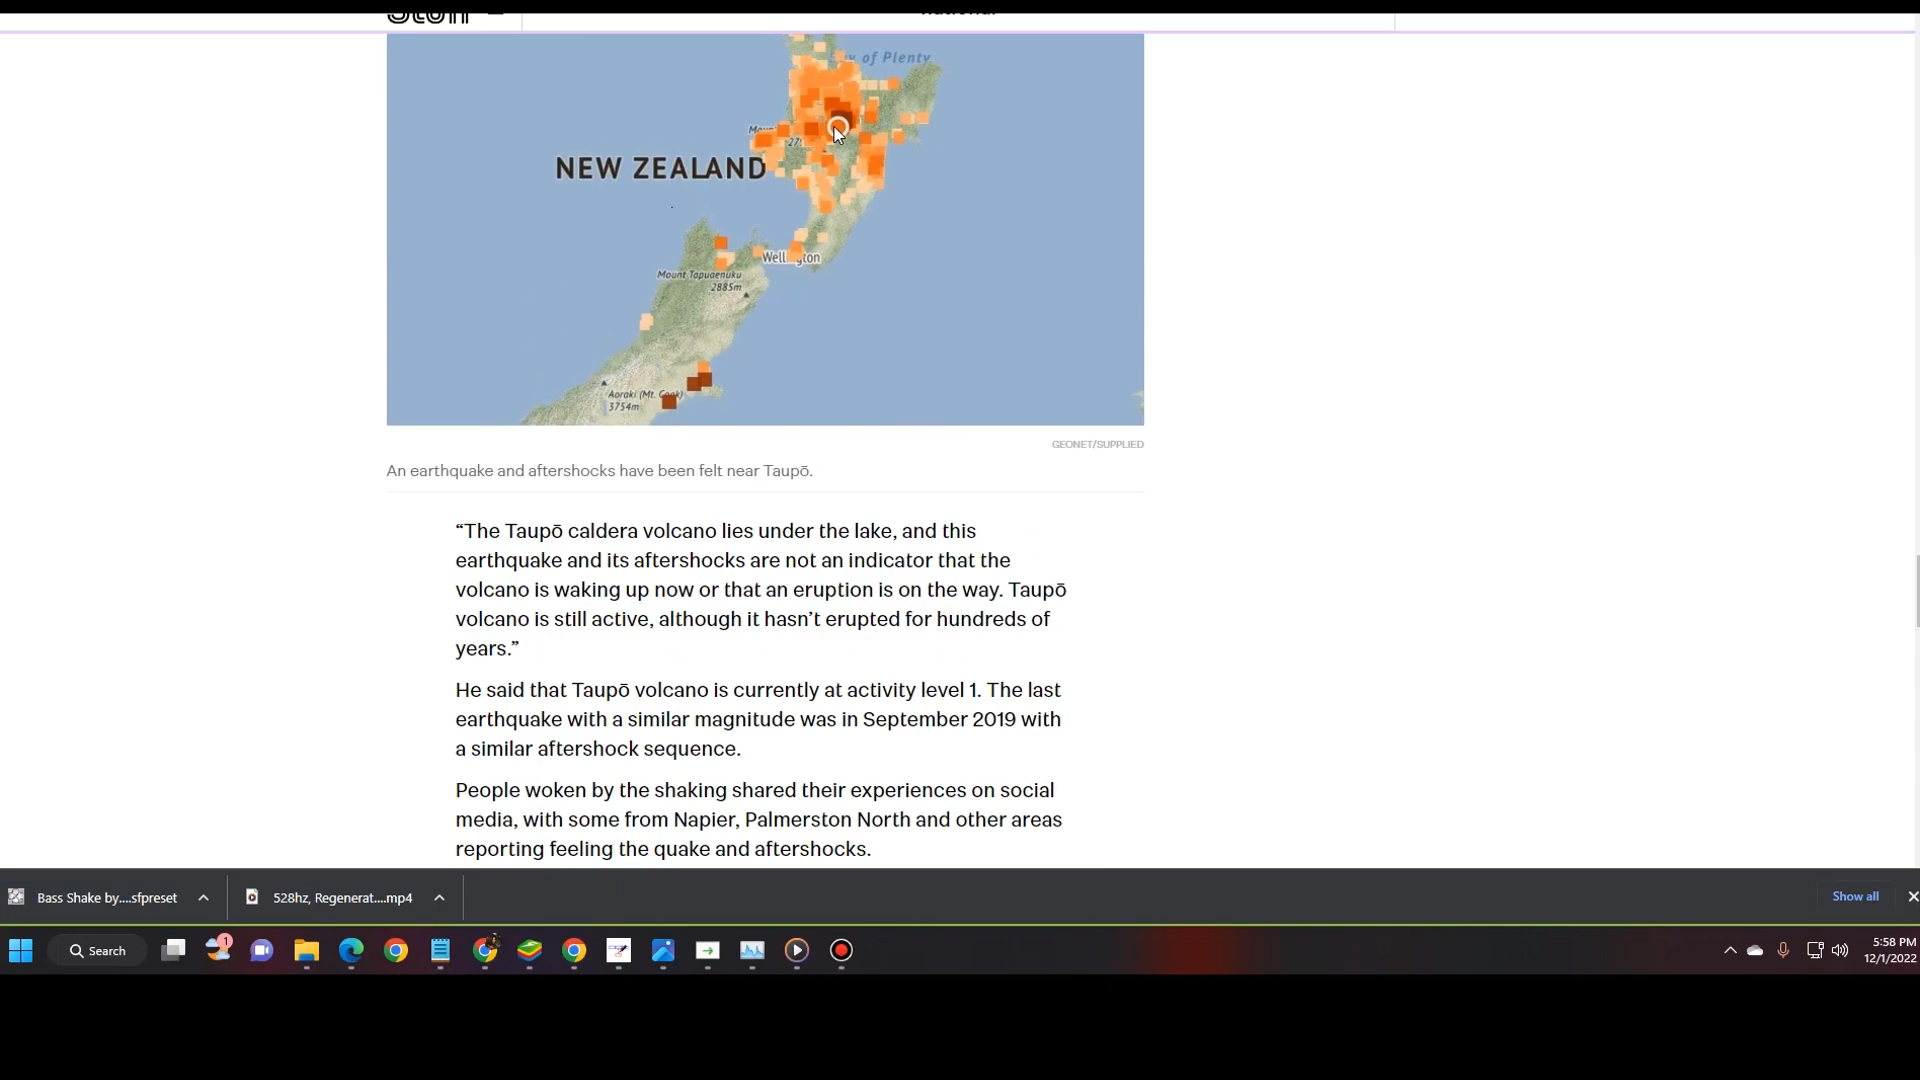 Stuff
National
Bay of Plenty
NEW ZEALAND
Wellington
Mount Tapuaenuku
2885m
Aoraki (Mt. Cook)
3754m
GEONET/SUPPLIED
An earthquake and aftershocks have been felt near Taupō.
“The Taupō caldera volcano lies under the lake, and this
earthquake and its aftershocks are not an indicator that the
volcano is waking up now or that an eruption is on the way. Taupō
volcano is still active, although it hasn’t erupted for hundreds of
years.”
He said that Taupō volcano is currently at activity level 1. The last
earthquake with a similar magnitude was in September 2019 with
a similar aftershock sequence.
People woken by the shaking shared their experiences on social
media, with some from Napier, Palmerston North and other areas
reporting feeling the quake and aftershocks.
Bass Shake by....sfpreset
528hz, Regenerat....mp4
Show all
Search
1
5:58 PM
12/1/2022